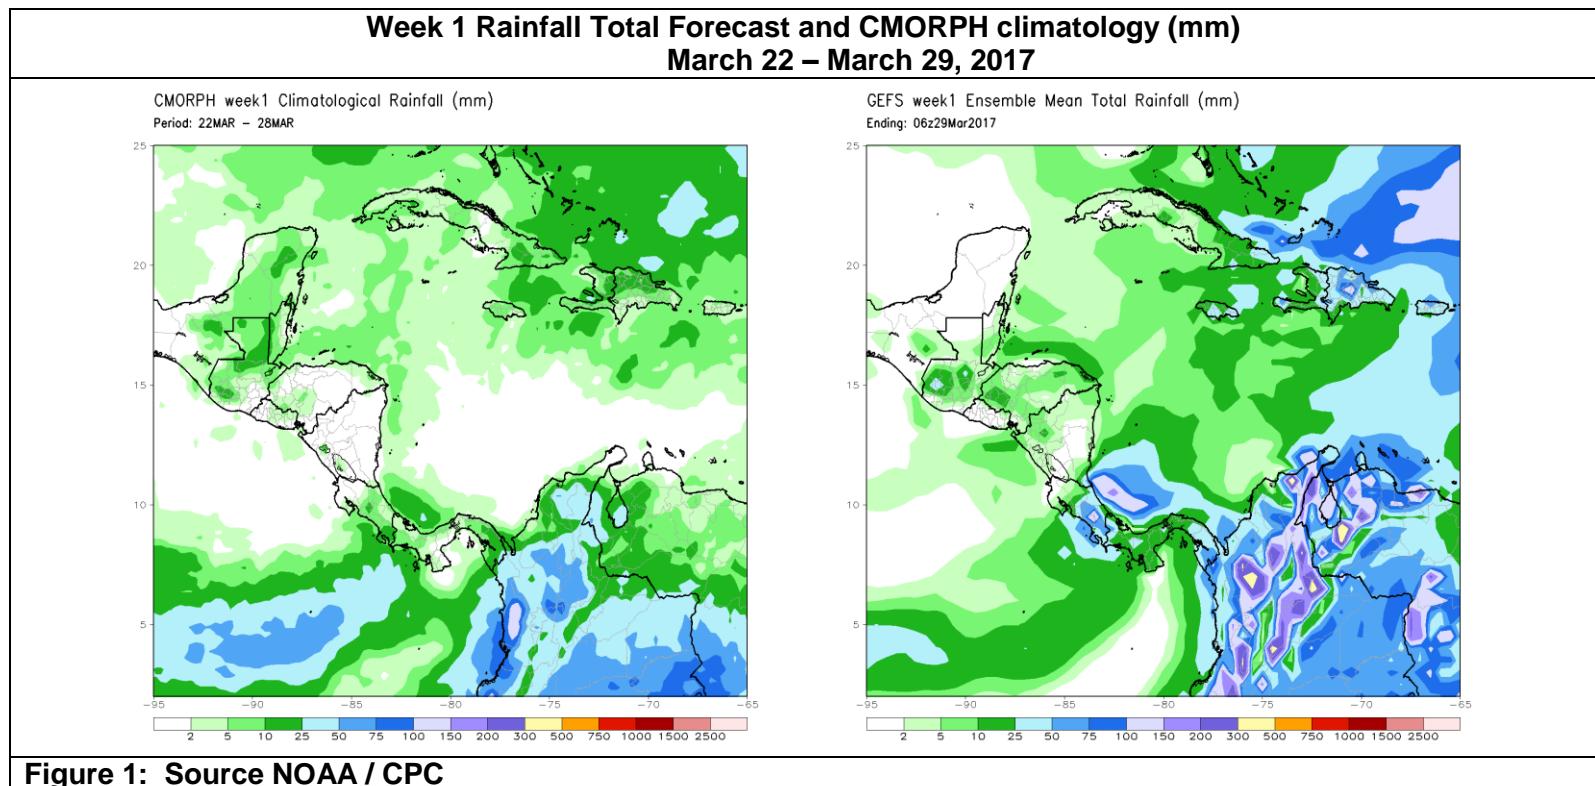 Week 1 Rainfall Total Forecast and CMORPH climatology (mm)
March 22 – March 29, 2017
CMORPH week1 Climatological Rainfall (mm)
Period: 22MAR – 28MAR
25
20
15
10
5
−95 −90 −85 −80 −75 −70 −65
2 5 10 25 50 75 100 150 200 300 500 750 1000 1500 2500
GEFS week1 Ensemble Mean Total Rainfall (mm)
Ending: 06z29Mar2017
25
20
15
10
5
−95 −90 −85 −80 −75 −70 −65
2 5 10 25 50 75 100 150 200 300 500 750 1000 1500 2500
Figure 1: Source NOAA / CPC